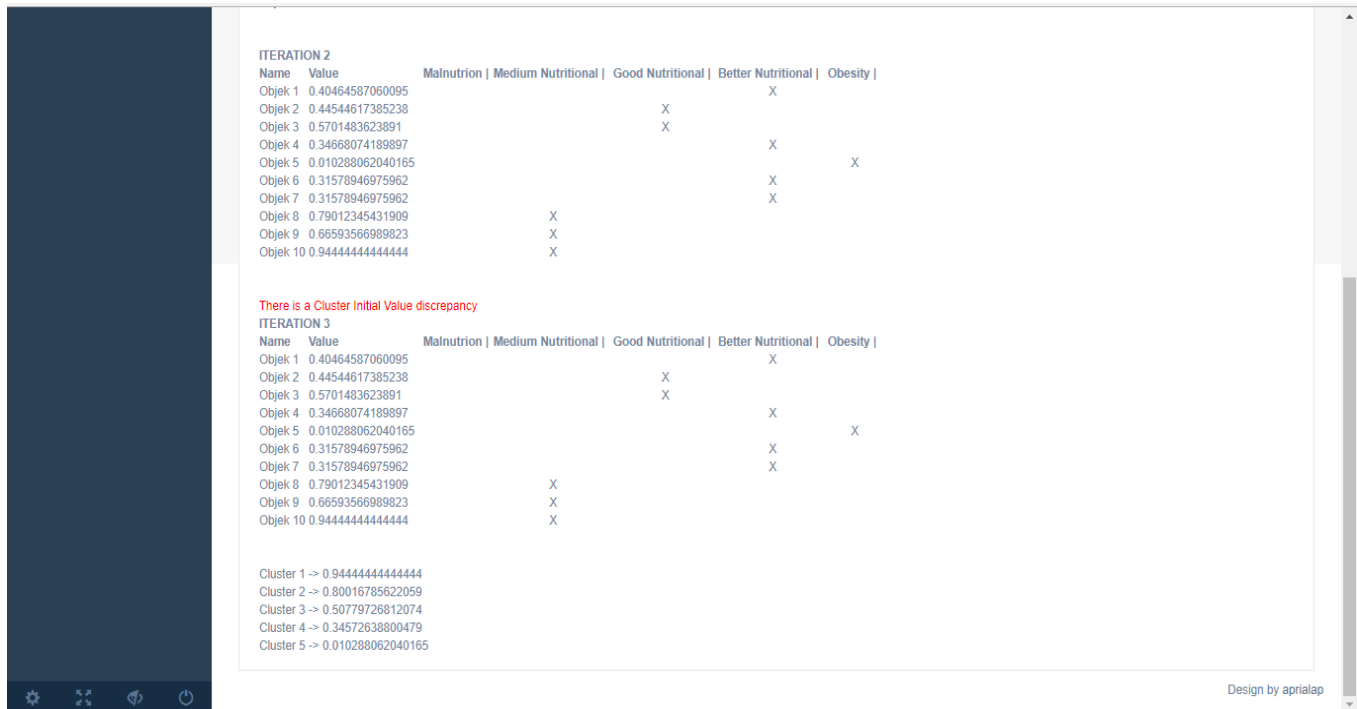 ITERATION 2
Name Value Malnutrion | Medium Nutritional | Good Nutritional | Better Nutritional | Obesity |
Objek 1 0.40464587060095 X
Objek 2 0.44544617385238 X
Objek 3 0.5701483623891 X
Objek 4 0.34668074189897 X
Objek 5 0.010288062040165 X
Objek 6 0.31578946975962 X
Objek 7 0.31578946975962 X
Objek 8 0.79012345431909 X
Objek 9 0.66593566989823 X
Objek 10 0.94444444444444 X
There is a Cluster Initial Value discrepancy
ITERATION 3
Name Value Malnutrion | Medium Nutritional | Good Nutritional | Better Nutritional | Obesity |
Objek 1 0.40464587060095 X
Objek 2 0.44544617385238 X
Objek 3 0.5701483623891 X
Objek 4 0.34668074189897 X
Objek 5 0.010288062040165 X
Objek 6 0.31578946975962 X
Objek 7 0.31578946975962 X
Objek 8 0.79012345431909 X
Objek 9 0.66593566989823 X
Objek 10 0.94444444444444 X
Cluster 1 -> 0.94444444444444
Cluster 2 -> 0.80016785622059
Cluster 3 -> 0.50779726812074
Cluster 4 -> 0.34572638800479
Cluster 5 -> 0.010288062040165
Design by aprialap